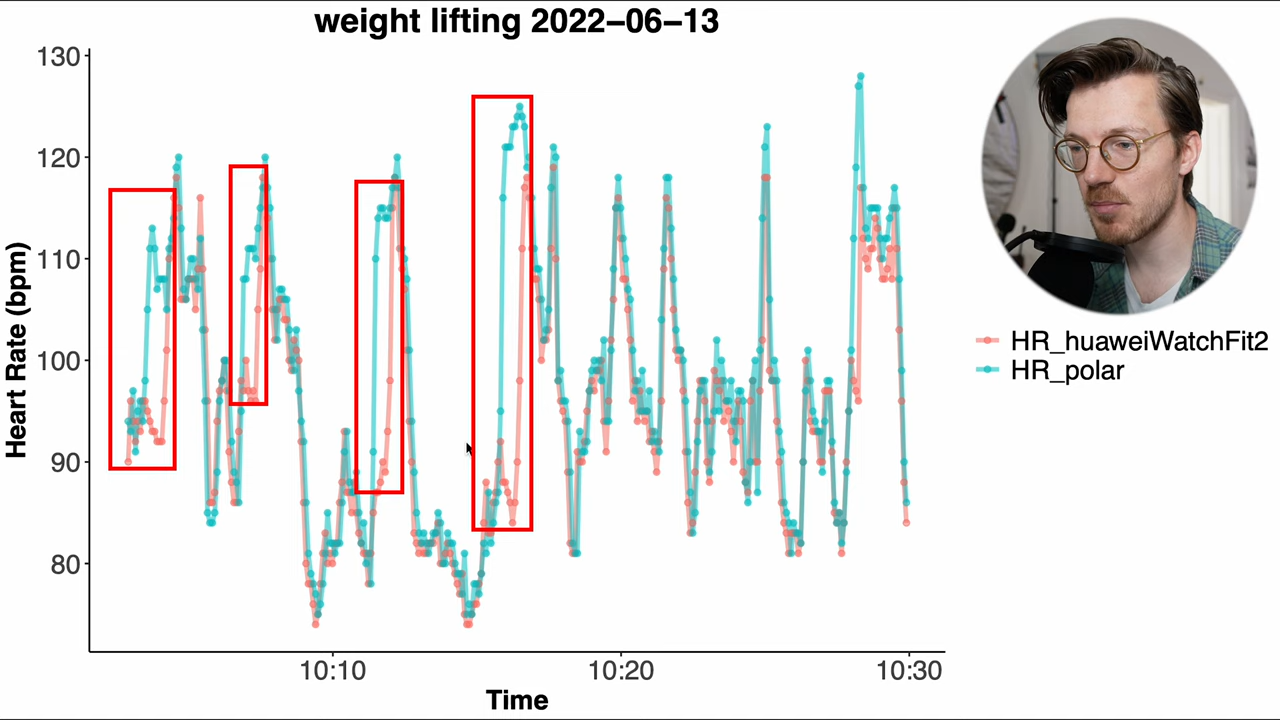 weight lifting 2022−06−13
130
120
110
100
90
80
Heart Rate (bpm)
10:10
10:20
10:30
Time
HR_huaweiWatchFit2
HR_polar